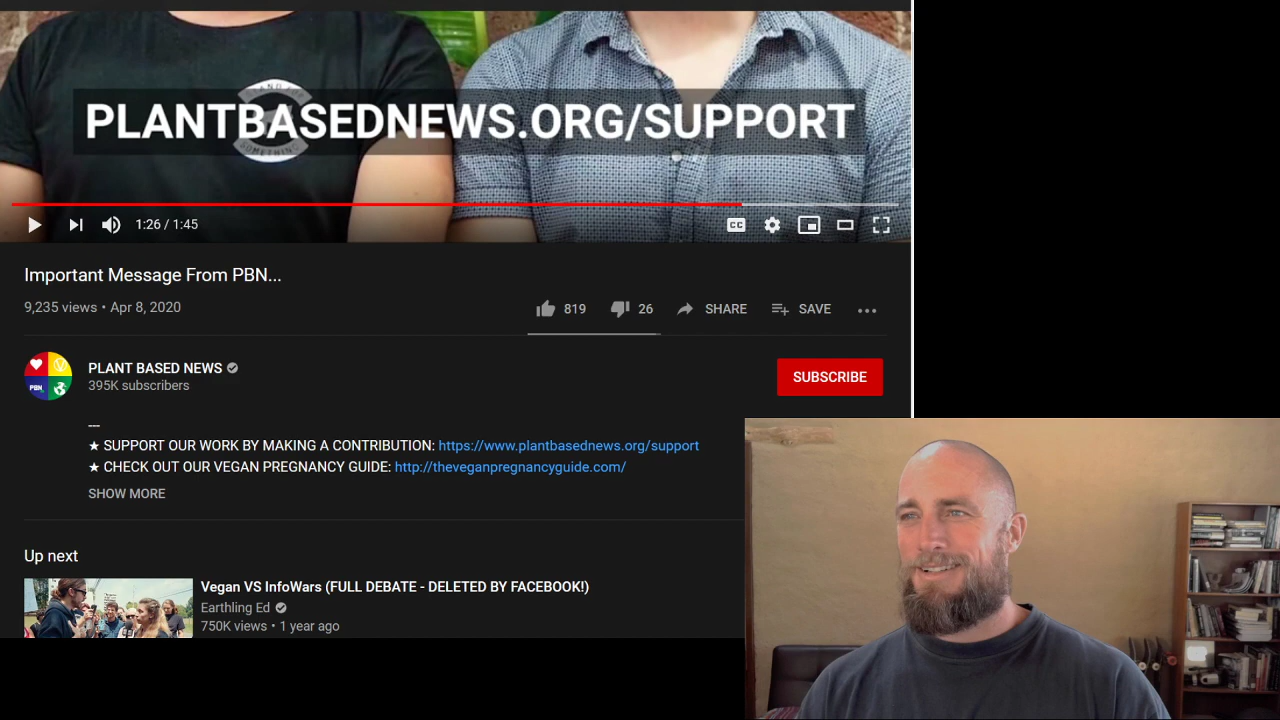 PLANTBASEDNEWS.ORG/SUPPORT
SOMETHING
1:26 / 1:45
CC
Important Message From PBN...
9,235 views • Apr 8, 2020
819
26
SHARE
SAVE
PBN
V
PLANT BASED NEWS
395K subscribers
SUBSCRIBE
---
★ SUPPORT OUR WORK BY MAKING A CONTRIBUTION: https://www.plantbasednews.org/support
★ CHECK OUT OUR VEGAN PREGNANCY GUIDE: http://theveganpregnancyguide.com/
SHOW MORE
Up next
Vegan VS InfoWars (FULL DEBATE - DELETED BY FACEBOOK!)
Earthling Ed
750K views • 1 year ago